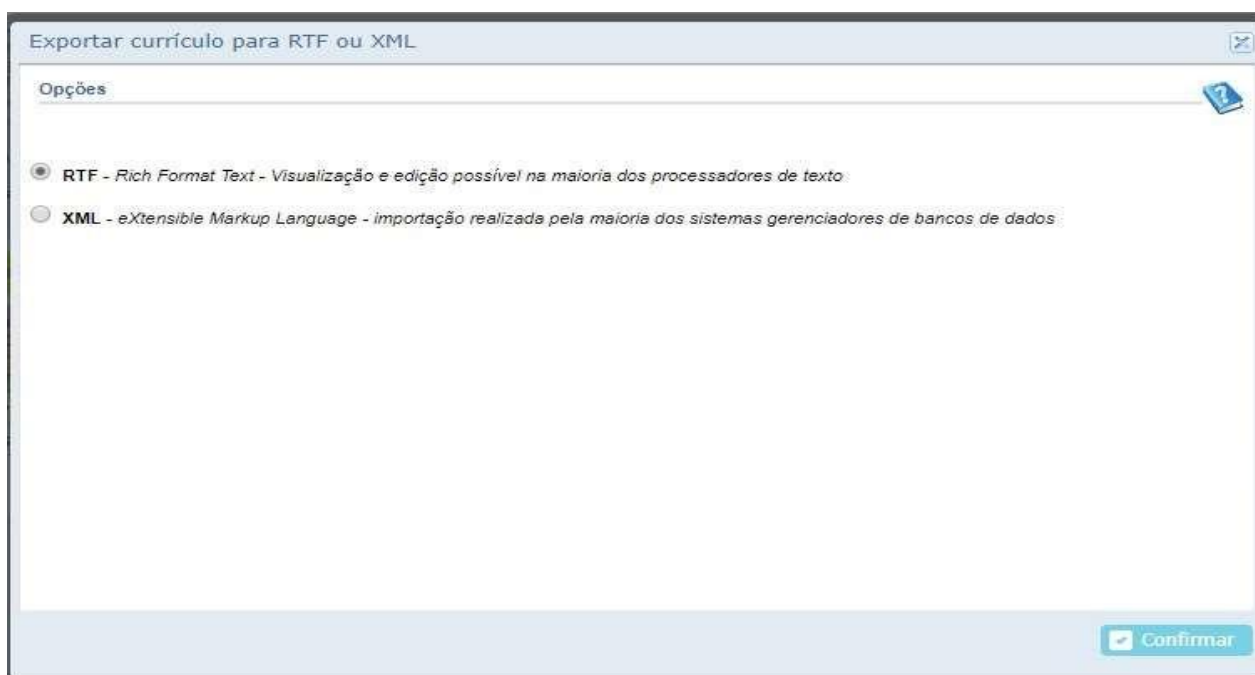 Exportar currículo para RTF ou XML
Opções
RTF - Rich Format Text - Visualização e edição possível na maioria dos processadores de texto
XML - eXtensible Markup Language - importação realizada pela maioria dos sistemas gerenciadores de bancos de dados
Confirmar